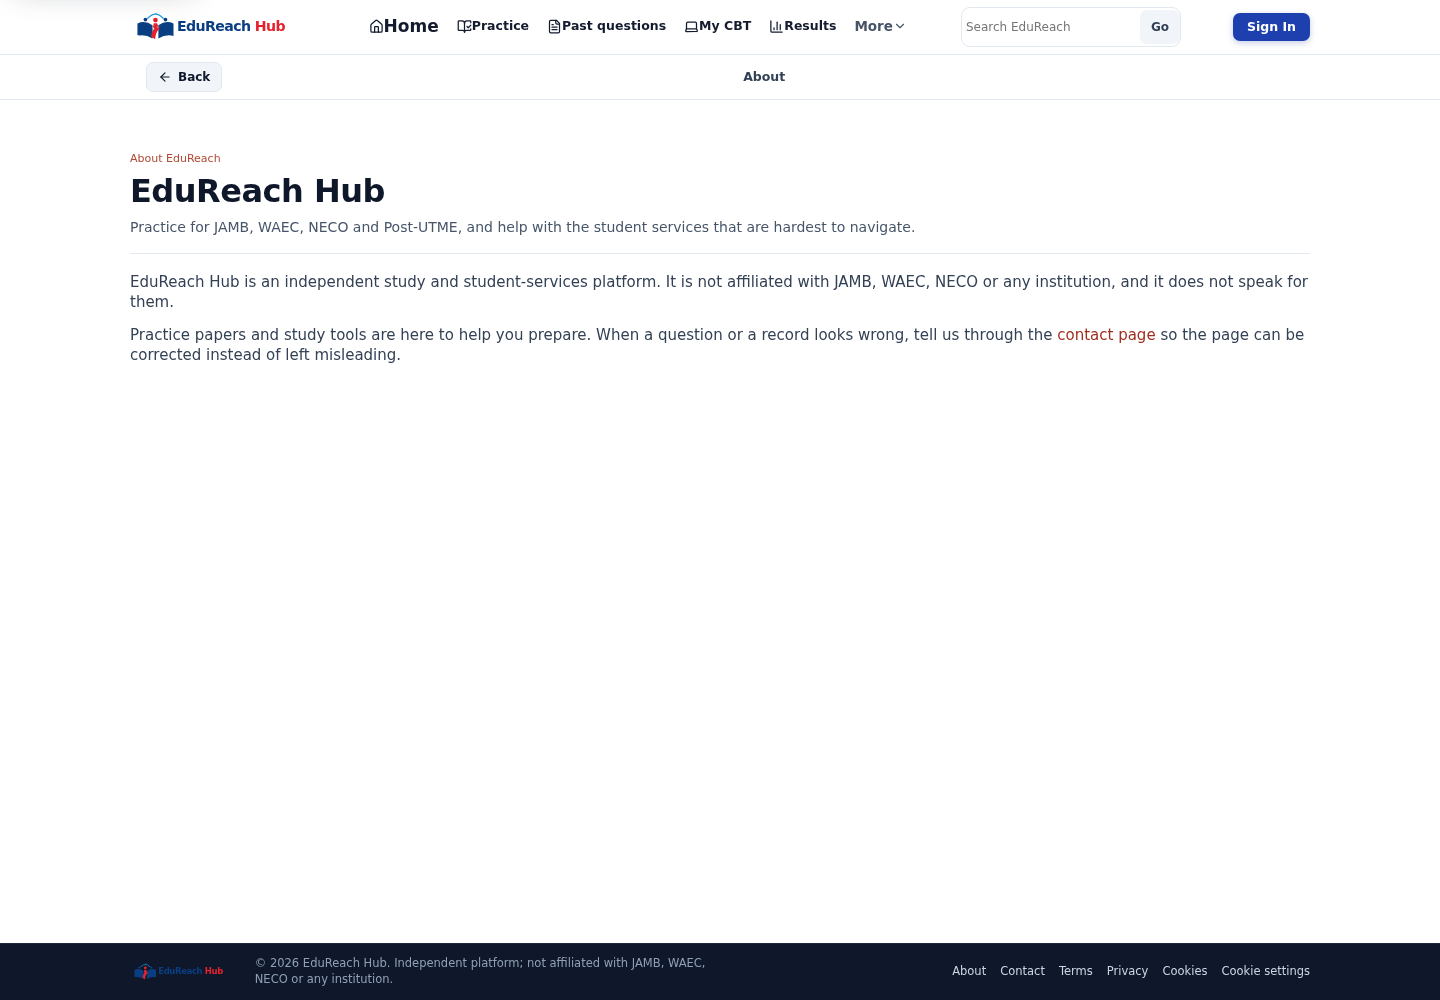 EduReach Hub
Home
Practice
Past questions
My CBT
Results
More
Search EduReach
Go
Sign In
Back
About
About EduReach
EduReach Hub
Practice for JAMB, WAEC, NECO and Post-UTME, and help with the student services that are hardest to navigate.
EduReach Hub is an independent study and student-services platform. It is not affiliated with JAMB, WAEC, NECO or any institution, and it does not speak for
them.
Practice papers and study tools are here to help you prepare. When a question or a record looks wrong, tell us through the contact page so the page can be
corrected instead of left misleading.
EduReach Hub
© 2026 EduReach Hub. Independent platform; not affiliated with JAMB, WAEC,
NECO or any institution.
About
Contact
Terms
Privacy
Cookies
Cookie settings